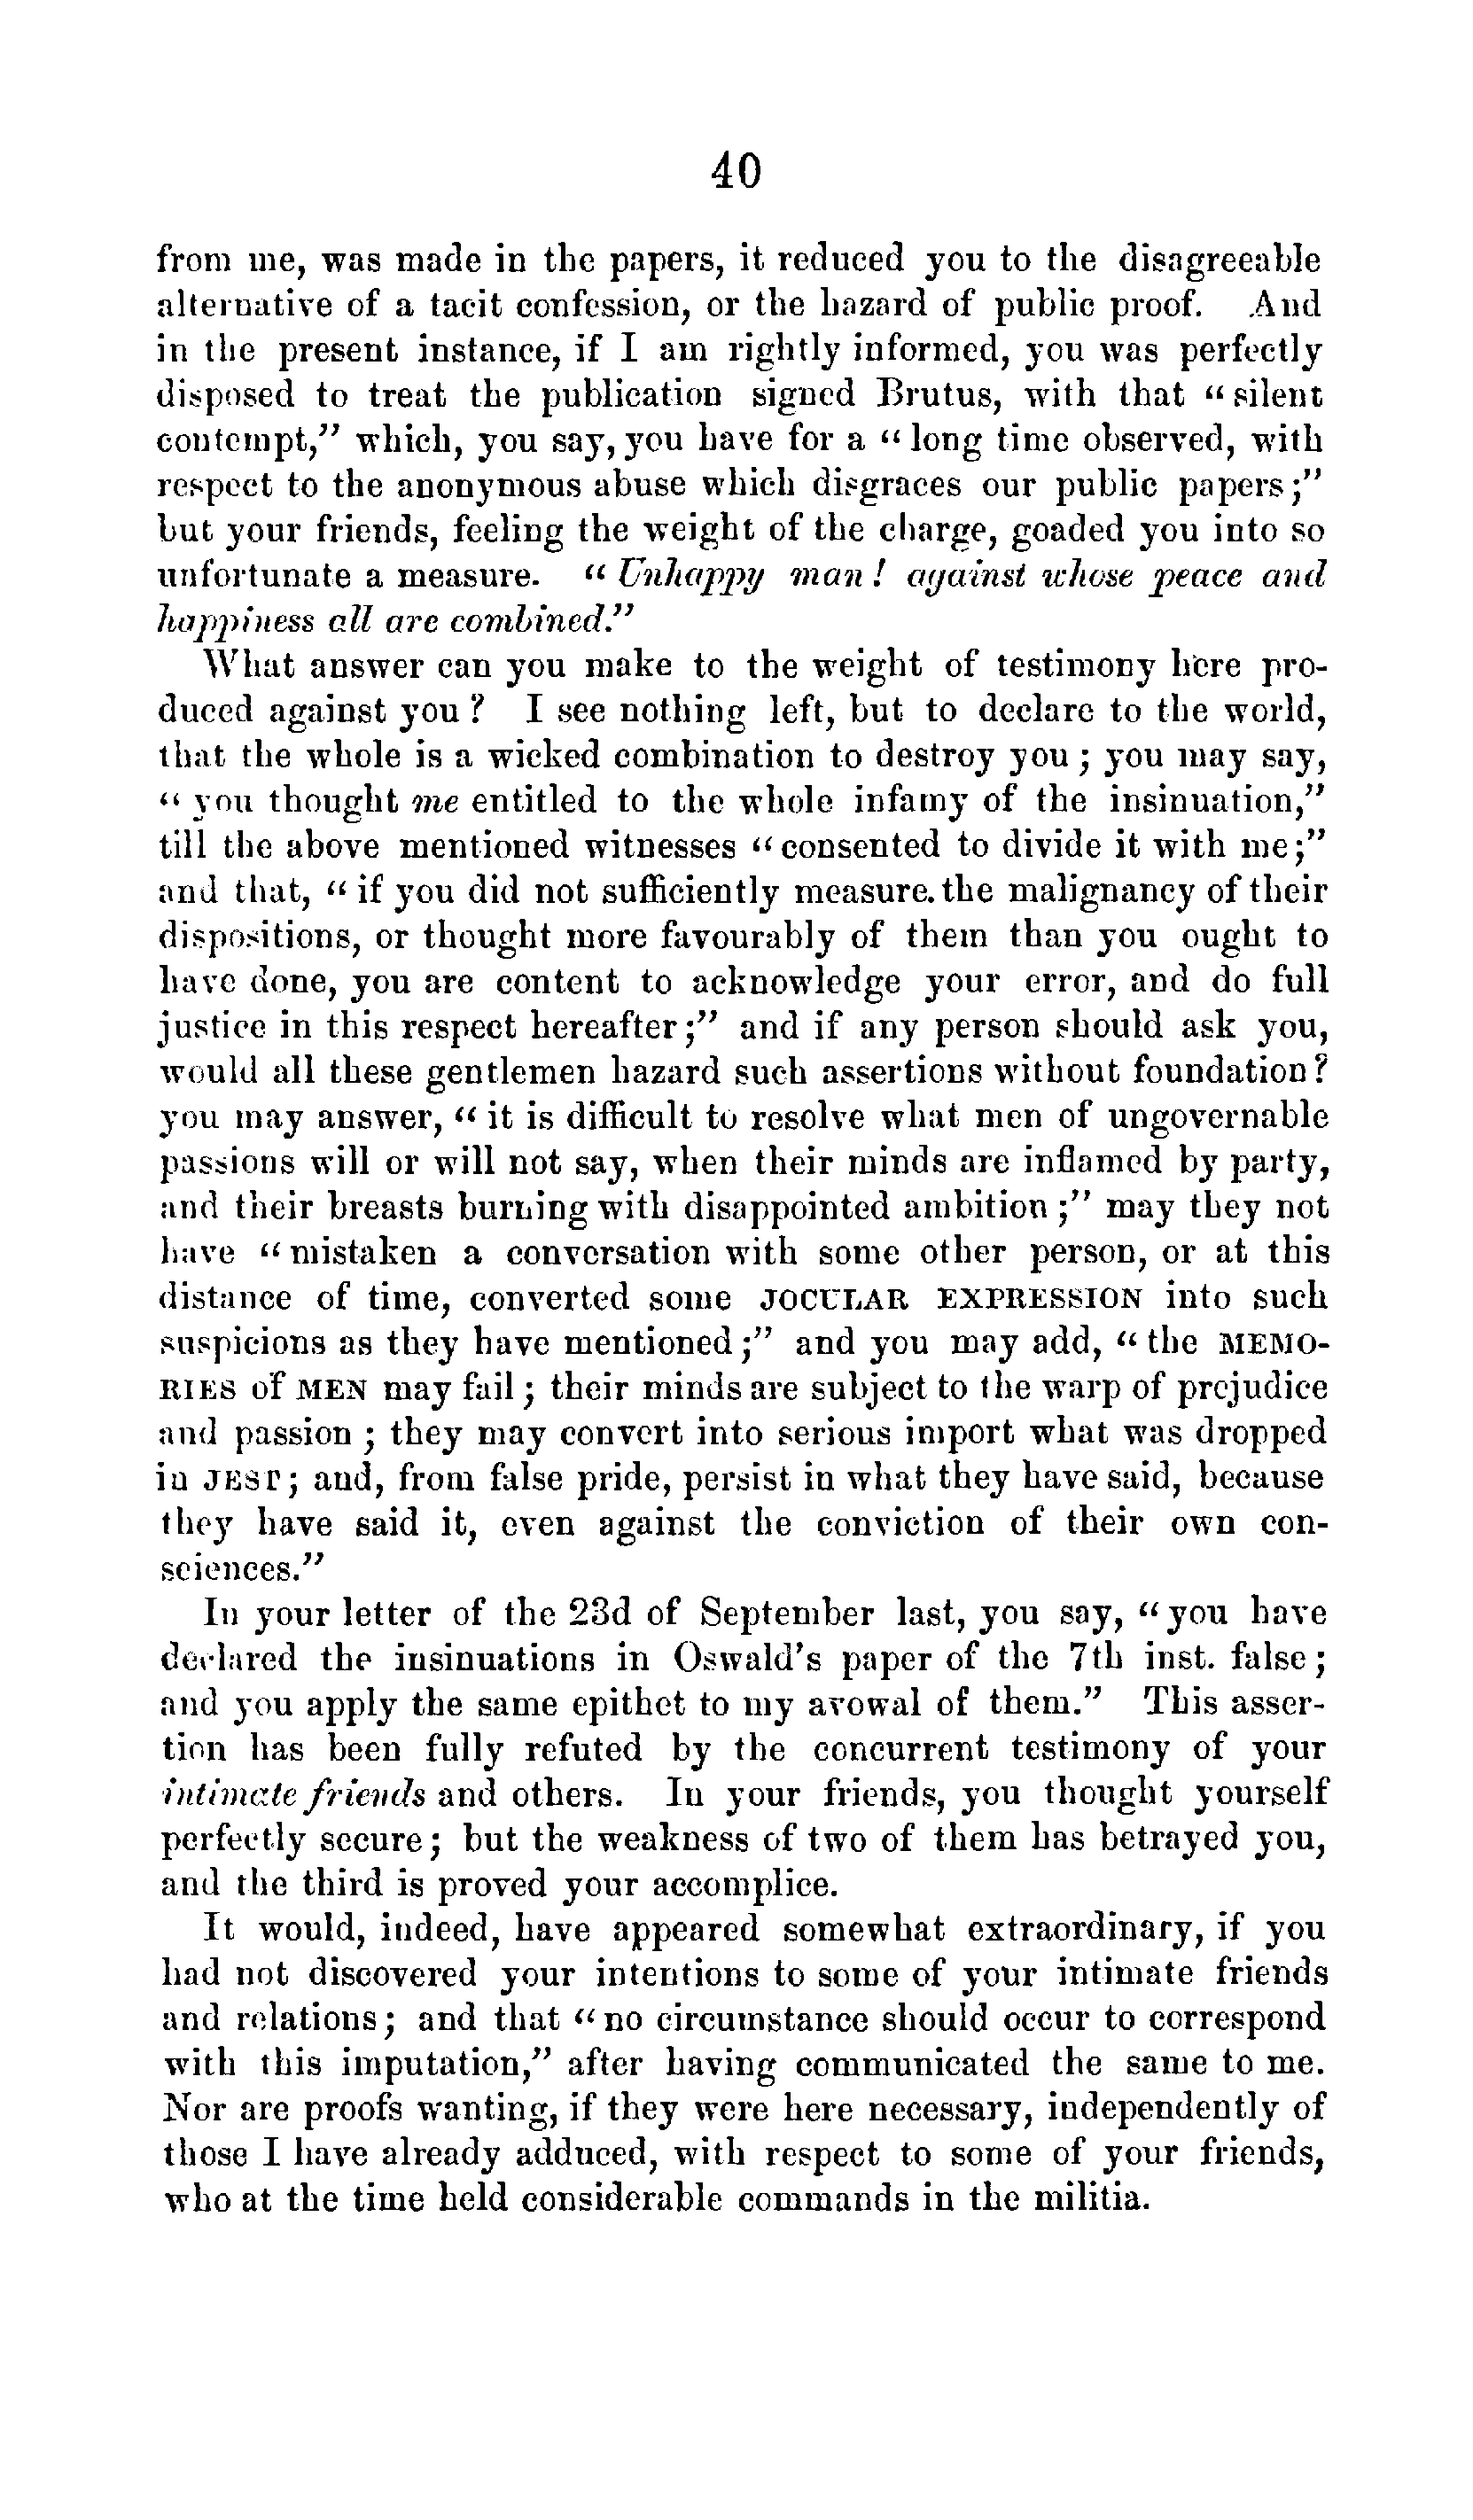 40
from me, was made in the papers, it reduced you to the disagreeable
alternative of a tacit confession, or the hazard of public proof. And
in the present instance, if I am rightly informed, you was perfectly
disposed to treat the publication signed Brutus, with that “silent
contempt,” which, you say, you have for a “long time observed, with
respect to the anonymous abuse which disgraces our public papers;”
but your friends, feeling the weight of the charge, goaded you into so
unfortunate a measure. “Unhappy man! against whose peace and
happiness all are combined.”
What answer can you make to the weight of testimony here pro-
duced against you? I see nothing left, but to declare to the world,
that the whole is a wicked combination to destroy you; you may say,
“you thought me entitled to the whole infamy of the insinuation,”
till the above mentioned witnesses “consented to divide it with me;”
and that, “if you did not sufficiently measure. the malignancy of their
dispositions, or thought more favourably of them than you ought to
have done, you are content to acknowledge your error, and do full
justice in this respect hereafter;” and if any person should ask you,
would all these gentlemen hazard such assertions without foundation?
you may answer, “it is difficult to resolve what men of ungovernable
passions will or will not say, when their minds are inflamed by party,
and their breasts burning with disappointed ambition;” may they not
have “mistaken a conversation with some other person, or at this
distance of time, converted some JOCULAR EXPRESSION into such
suspicions as they have mentioned;” and you may add, “the MEMO-
RIES of MEN may fail; their minds are subject to the warp of prejudice
and passion; they may convert into serious import what was dropped
in JEST; and, from false pride, persist in what they have said, because
they have said it, even against the conviction of their own con-
sciences.”
In your letter of the 23d of September last, you say, “you have
declared the insinuations in Oswald's paper of the 7th inst. false;
and you apply the same epithet to my avowal of them.” This asser-
tion has been fully refuted by the concurrent testimony of your
intimate friends and others. In your friends, you thought yourself
perfectly secure; but the weakness of two of them has betrayed you,
and the third is proved your accomplice.
It would, indeed, have appeared somewhat extraordinary, if you
had not discovered your intentions to some of your intimate friends
and relations; and that “no circumstance should occur to correspond
with this imputation,” after having communicated the same to me.
Nor are proofs wanting, if they were here necessary, independently of
those I have already adduced, with respect to some of your friends,
who at the time held considerable commands in the militia.